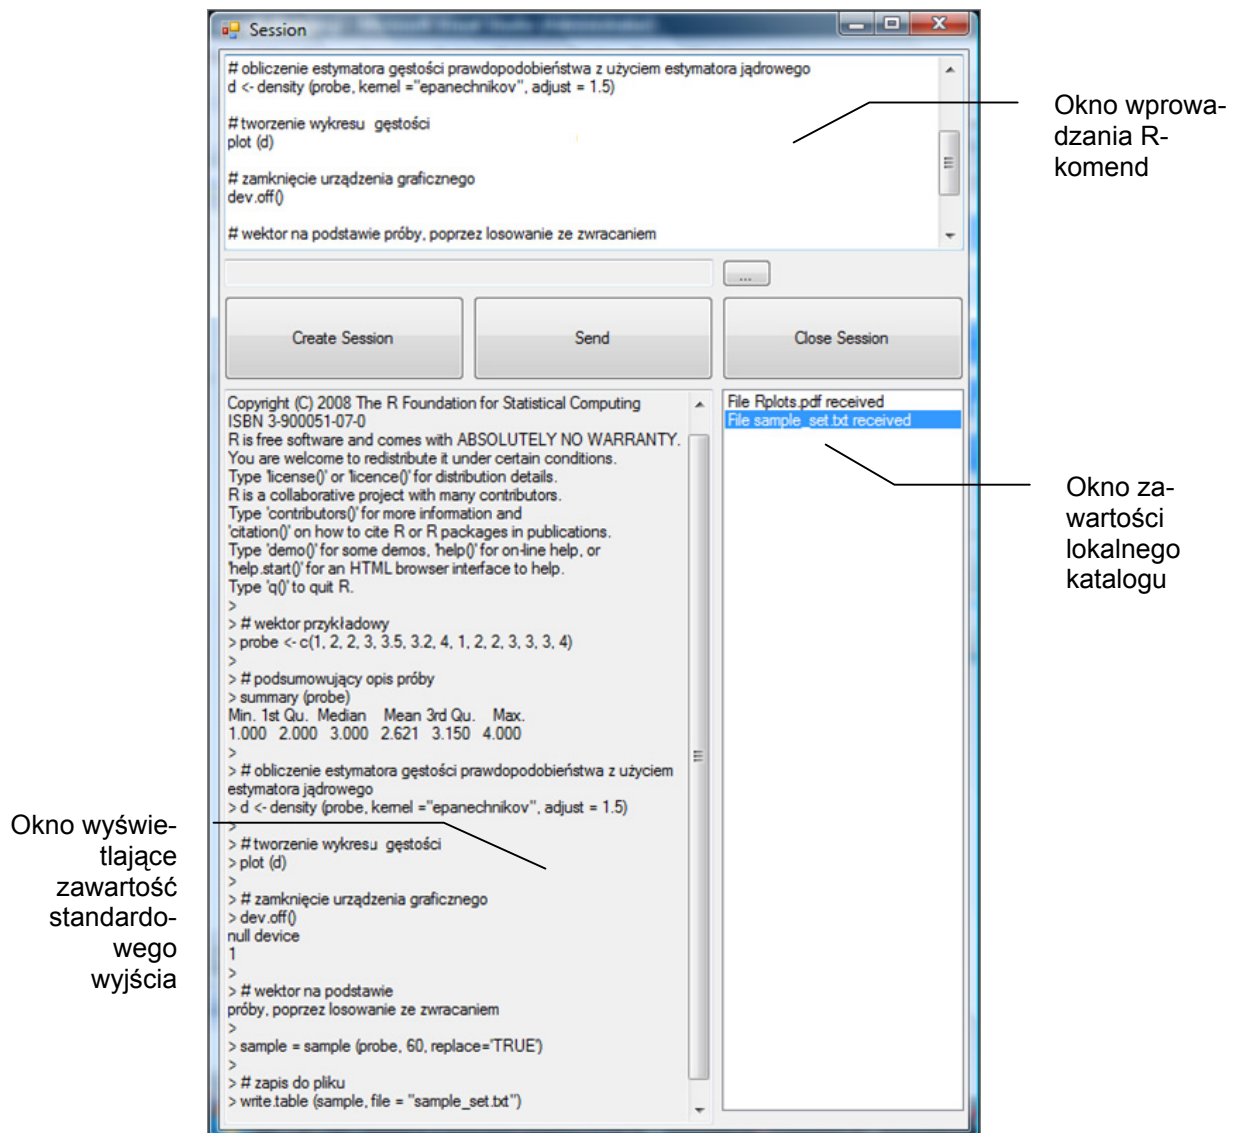 Session
# obliczenie estymatora gęstości prawdopodobieństwa z użyciem estymatora jądrowego
d <- density (probe, kernel ="epanechnikov", adjust = 1.5)
# tworzenie wykresu gęstości
plot (d)
# zamknięcie urządzenia graficznego
dev.off()
# wektor na podstawie próby, poprzez losowanie ze zwracaniem
Okno wprowa-
dzania R-
komend
...
Create Session
Send
Close Session
Copyright (C) 2008 The R Foundation for Statistical Computing
ISBN 3-900051-07-0
R is free software and comes with ABSOLUTELY NO WARRANTY.
You are welcome to redistribute it under certain conditions.
Type 'license()' or 'licence()' for distribution details.
R is a collaborative project with many contributors.
Type 'contributors()' for more information and
'citation()' on how to cite R or R packages in publications.
Type 'demo()' for some demos, 'help()' for on-line help, or
'help.start()' for an HTML browser interface to help.
Type 'q()' to quit R.
>
> # wektor przykładowy
> probe <- c(1, 2, 2, 3, 3.5, 3.2, 4, 1, 2, 2, 3, 3, 3, 4)
>
> # podsumowujący opis próby
> summary (probe)
Min. 1st Qu. Median Mean 3rd Qu. Max.
1.000 2.000 3.000 2.621 3.150 4.000
>
> # obliczenie estymatora gęstości prawdopodobieństwa z użyciem
estymatora jądrowego
> d <- density (probe, kernel ="epanechnikov", adjust = 1.5)
>
> # tworzenie wykresu gęstości
> plot (d)
>
> # zamknięcie urządzenia graficznego
> dev.off()
null device
1
>
> # wektor na podstawie
próby, poprzez losowanie ze zwracaniem
>
> sample = sample (probe, 60, replace='TRUE')
>
> # zapis do pliku
> write.table (sample, file = "sample_set.txt")
File Rplots.pdf received
File sample_set.txt received
Okno za-
wartości
lokalnego
katalogu
Okno wyświe-
tlające
zawartość
standardo-
wego
wyjścia